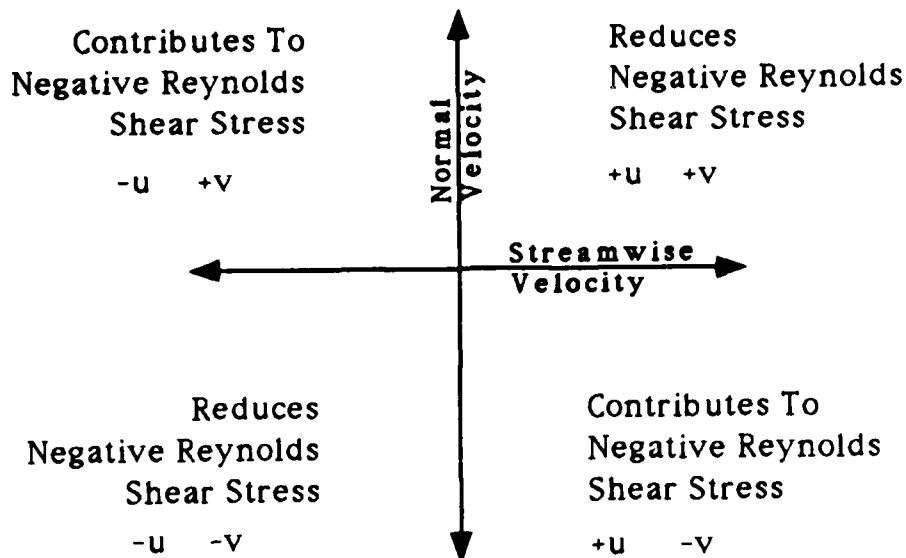 Contributes To
Negative Reynolds
Shear Stress
-u +v
Reduces
Negative Reynolds
Shear Stress
+u +v
Normal
Velocity
Streamwise
Velocity
Reduces
Negative Reynolds
Shear Stress
-u -v
Contributes To
Negative Reynolds
Shear Stress
+u -v